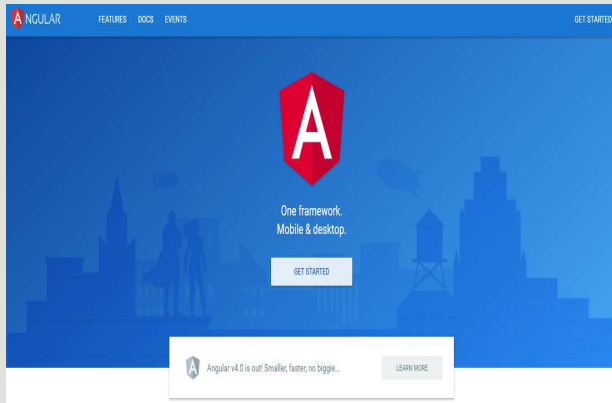 ANGULAR FEATURES DOCS EVENTS GET STARTED
A
One framework.
Mobile & desktop.
GET STARTED
Angular v4.0 is out! Smaller, faster, no biggie... LEARN MORE